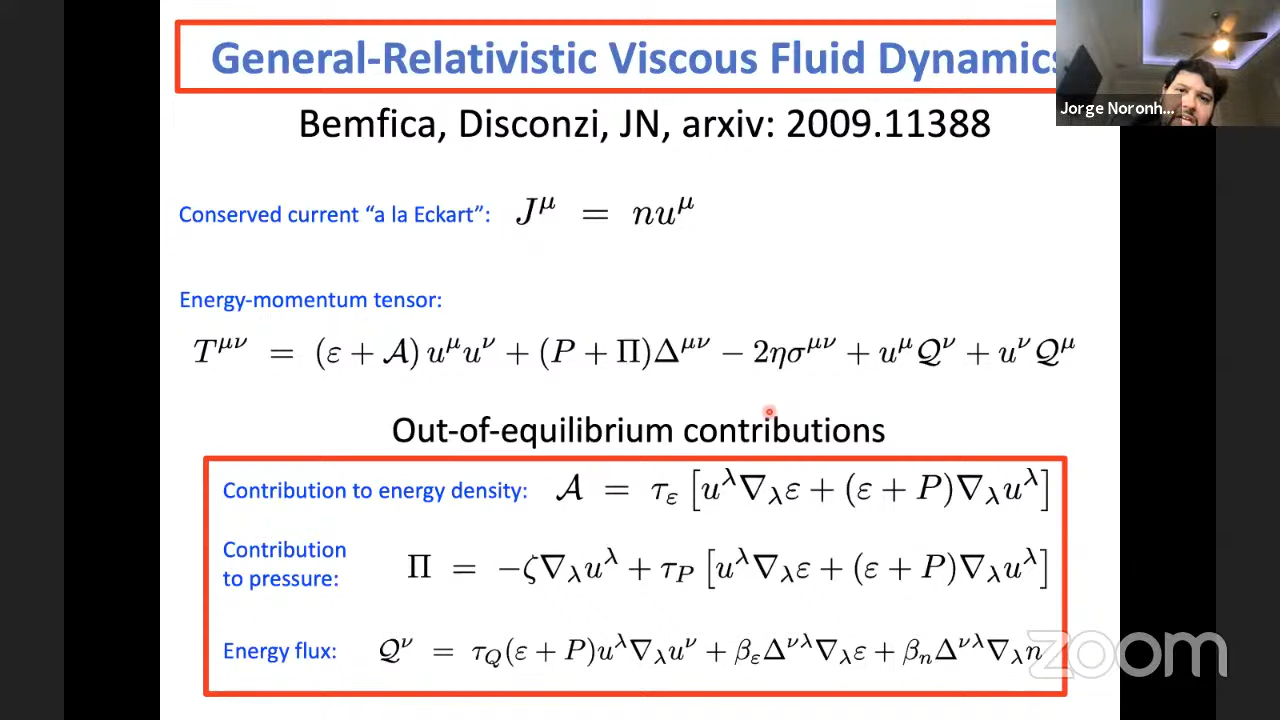 General-Relativistic Viscous Fluid Dynamics
Jorge Noronh...
Bemfica, Disconzi, JN, arxiv: 2009.11388
Conserved current “a la Eckart”: J^μ = nu^μ
Energy-momentum tensor:
T^{μν} = (ε + 𝒜) u^μ u^ν + (P + Π)Δ^{μν} − 2ησ^{μν} + u^μ 𝒬^ν + u^ν 𝒬^μ
Out-of-equilibrium contributions
Contribution to energy density: 𝒜 = τ_ε [u^λ ∇_λ ε + (ε + P)∇_λ u^λ]
Contribution
to pressure: Π = −ζ∇_λ u^λ + τ_P [u^λ ∇_λ ε + (ε + P)∇_λ u^λ]
Energy flux: 𝒬^ν = τ_Q (ε + P)u^λ ∇_λ u^ν + β_ε Δ^{νλ} ∇_λ ε + β_n Δ^{νλ} ∇_λ n
zoom